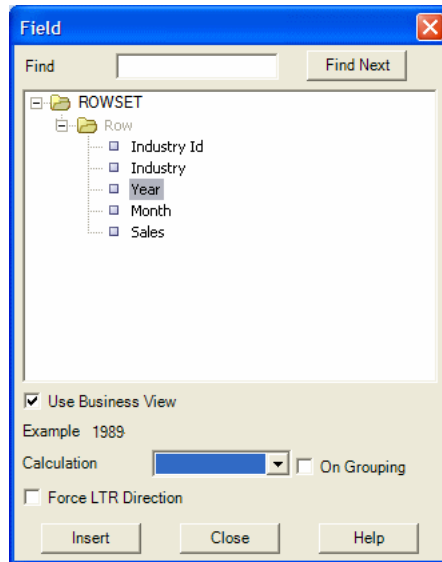 Field
Find
Find Next
ROWSET
Row
Industry Id
Industry
Year
Month
Sales
Use Business View
Example 1989
Calculation
On Grouping
Force LTR Direction
Insert Close Help